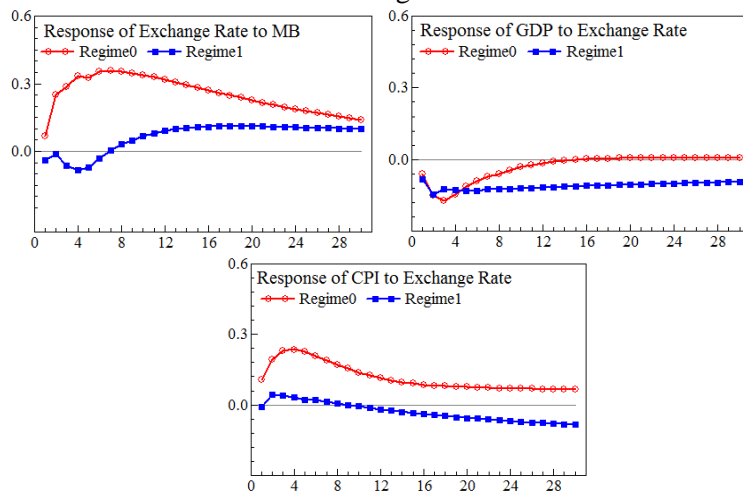 0.6
Response of Exchange Rate to MB
Regime0 Regime1
0.3
0.0
0 4 8 12 16 20 24 28
0.6
Response of GDP to Exchange Rate
Regime0 Regime1
0.3
0
0 4 8 12 16 20 24 28
0.6
Response of CPI to Exchange Rate
Regime0 Regime1
0.3
0.0
0 4 8 12 16 20 24 28